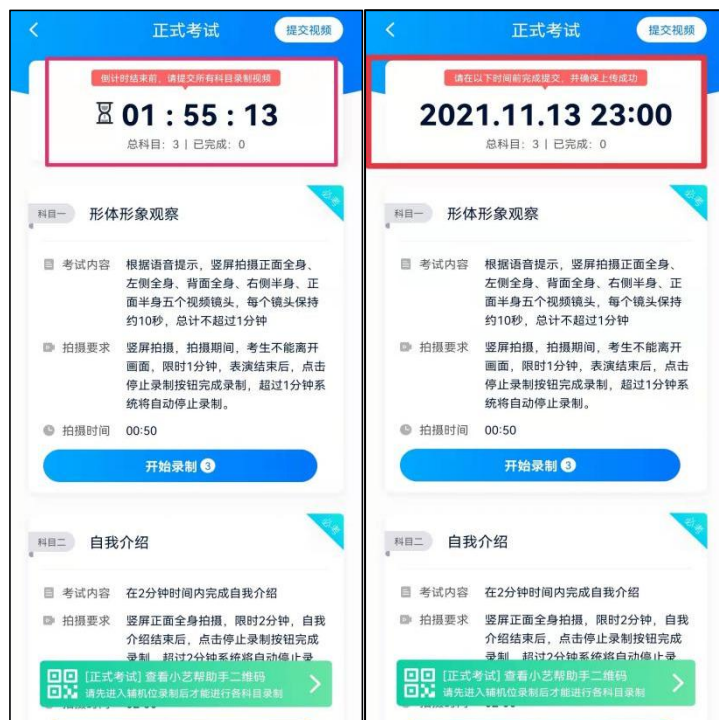 正式考试
提交视频
倒计时结束前，请提交所有科目录制视频
01 : 55 : 13
总科目：3 | 已完成：0
必考
科目一 形体形象观察
考试内容 根据语音提示，竖屏拍摄正面全身、
左侧全身、背面全身、右侧半身、正
面半身五个视频镜头，每个镜头保持
约10秒，总计不超过1分钟
拍摄要求 竖屏拍摄，拍摄期间，考生不能离开
画面，限时1分钟，表演结束后，点击
停止录制按钮完成录制，超过1分钟系
统将自动停止录制。
拍摄时间 00:50
开始录制 3
必考
科目二 自我介绍
考试内容 在2分钟时间内完成自我介绍
拍摄要求 竖屏正面全身拍摄，限时2分钟，自我
介绍结束后，点击停止录制按钮完成
录制，超过2分钟系统将自动停止录
[正式考试] 查看小艺帮助手二维码
请先进入辅机位录制后才能进行各科目录制
正式考试
提交视频
请在以下时间前完成提交，并确保上传成功
2021.11.13 23:00
总科目：3 | 已完成：0
必考
科目一 形体形象观察
考试内容 根据语音提示，竖屏拍摄正面全身、
左侧全身、背面全身、右侧半身、正
面半身五个视频镜头，每个镜头保持
约10秒，总计不超过1分钟
拍摄要求 竖屏拍摄，拍摄期间，考生不能离开
画面，限时1分钟，表演结束后，点击
停止录制按钮完成录制，超过1分钟系
统将自动停止录制。
拍摄时间 00:50
开始录制 3
必考
科目二 自我介绍
考试内容 在2分钟时间内完成自我介绍
拍摄要求 竖屏正面全身拍摄，限时2分钟，自我
介绍结束后，点击停止录制按钮完成
录制，超过2分钟系统将自动停止录
[正式考试] 查看小艺帮助手二维码
请先进入辅机位录制后才能进行各科目录制